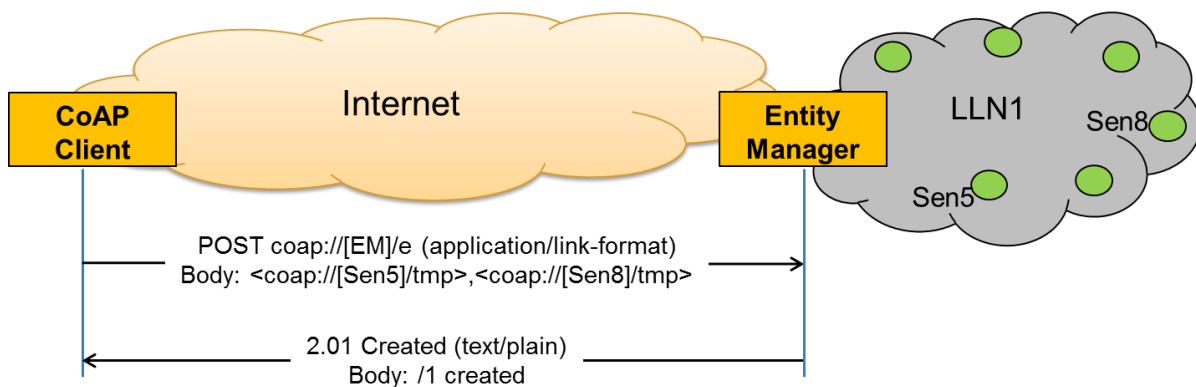 Internet
CoAP
Client
Entity
Manager
LLN1
Sen8
Sen5
POST coap://[EM]/e (application/link-format)
Body: <coap://[Sen5]/tmp>,<coap://[Sen8]/tmp>
2.01 Created (text/plain)
Body: /1 created